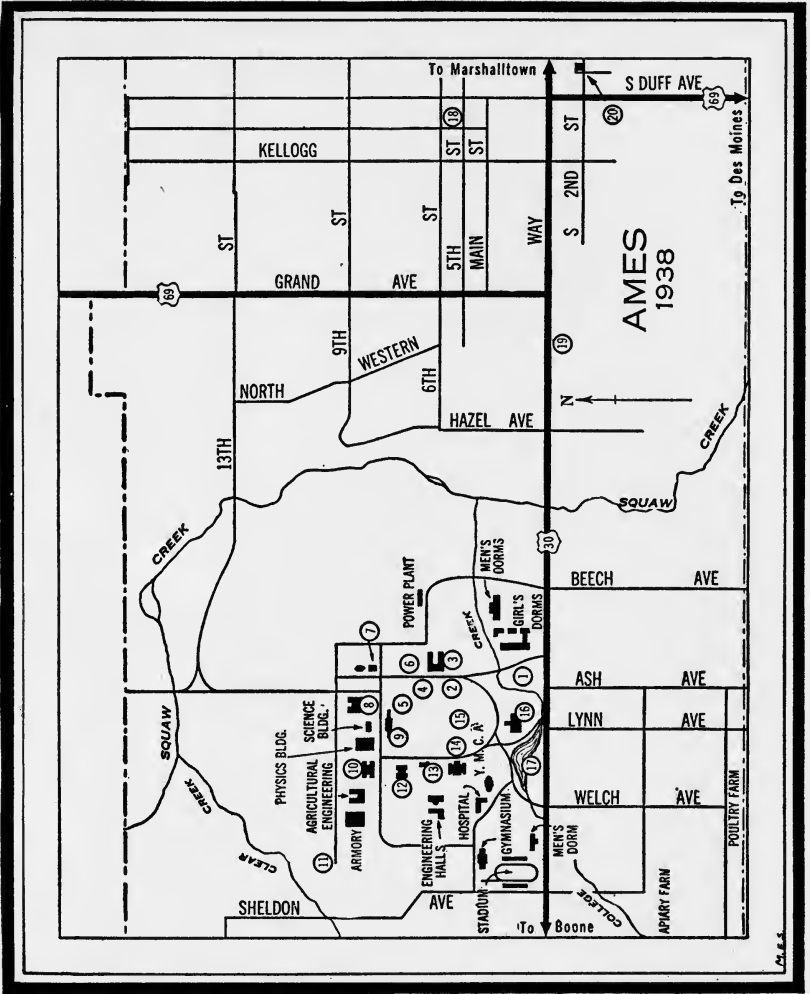 To Marshalltown
S DUFF AVE
69
To Des Moines
18
20
KELLOGG
ST
ST
ST
ST
ST
ST
S 2ND ST
5TH
MAIN
WAY
AMES
1938
69
GRAND AVE
9TH
WESTERN
NORTH
6TH
19
N
HAZEL AVE
13TH
CREEK
SQUAW
CREEK
30
POWER PLANT
MEN'S
DORMS
BEECH AVE
CREEK
GIRL'S
DORMS
7
6
3
1
ASH AVE
SQUAW
SCIENCE
BLDG.
8
5
4
2
PHYSICS BLDG.
9
15
16
LYNN AVE
CREEK
AGRICULTURAL
ENGINEERING
10
12
13
14
Y. M. C. A.
17
CLEAR
11
ARMORY
ENGINEERING
HALLS
HOSPITAL
GYMNASIUM
WELCH AVE
MEN'S
DORM
POULTRY FARM
SHELDON AVE
STADIUM
COLLEGE
APIARY FARM
To Boone
M.E.S.